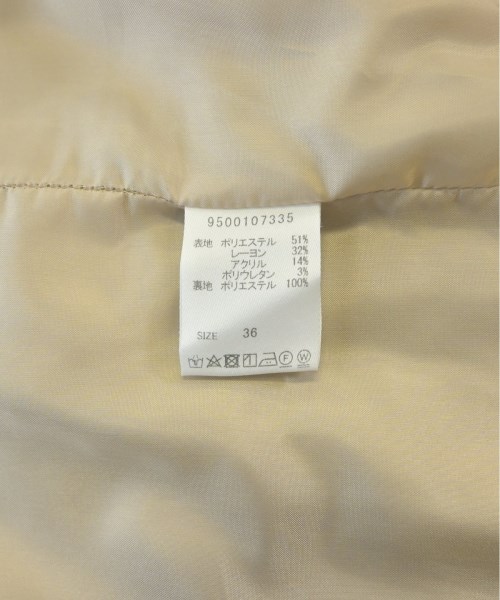 9500107335
表地 ポリエステル 51%
レーヨン 32%
アクリル 14%
ポリウレタン 3%
裏地 ポリエステル 100%
SIZE 36
F W